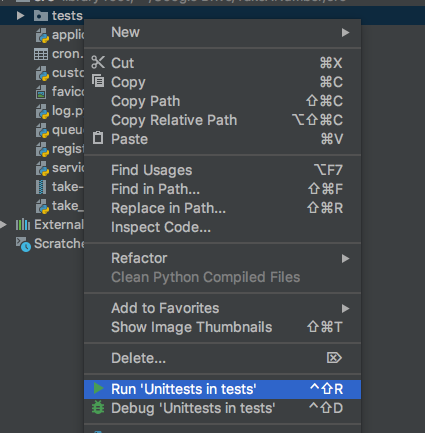 tests
New
Cut ⌘X
Copy ⌘C
Copy Path ⇧⌘C
Copy Relative Path ⌥⇧⌘C
Paste ⌘V
Find Usages ⌥F7
Find in Path... ⇧⌘F
Replace in Path... ⇧⌘R
Inspect Code...
Refactor
Clean Python Compiled Files
Add to Favorites
Show Image Thumbnails ⇧⌘T
Delete... ⌦
Run 'Unittests in tests' ^⇧R
Debug 'Unittests in tests' ^⇧D
applic
cron.
custo
favico
log.p
queu
regist
servic
take-
take_
External
Scratche